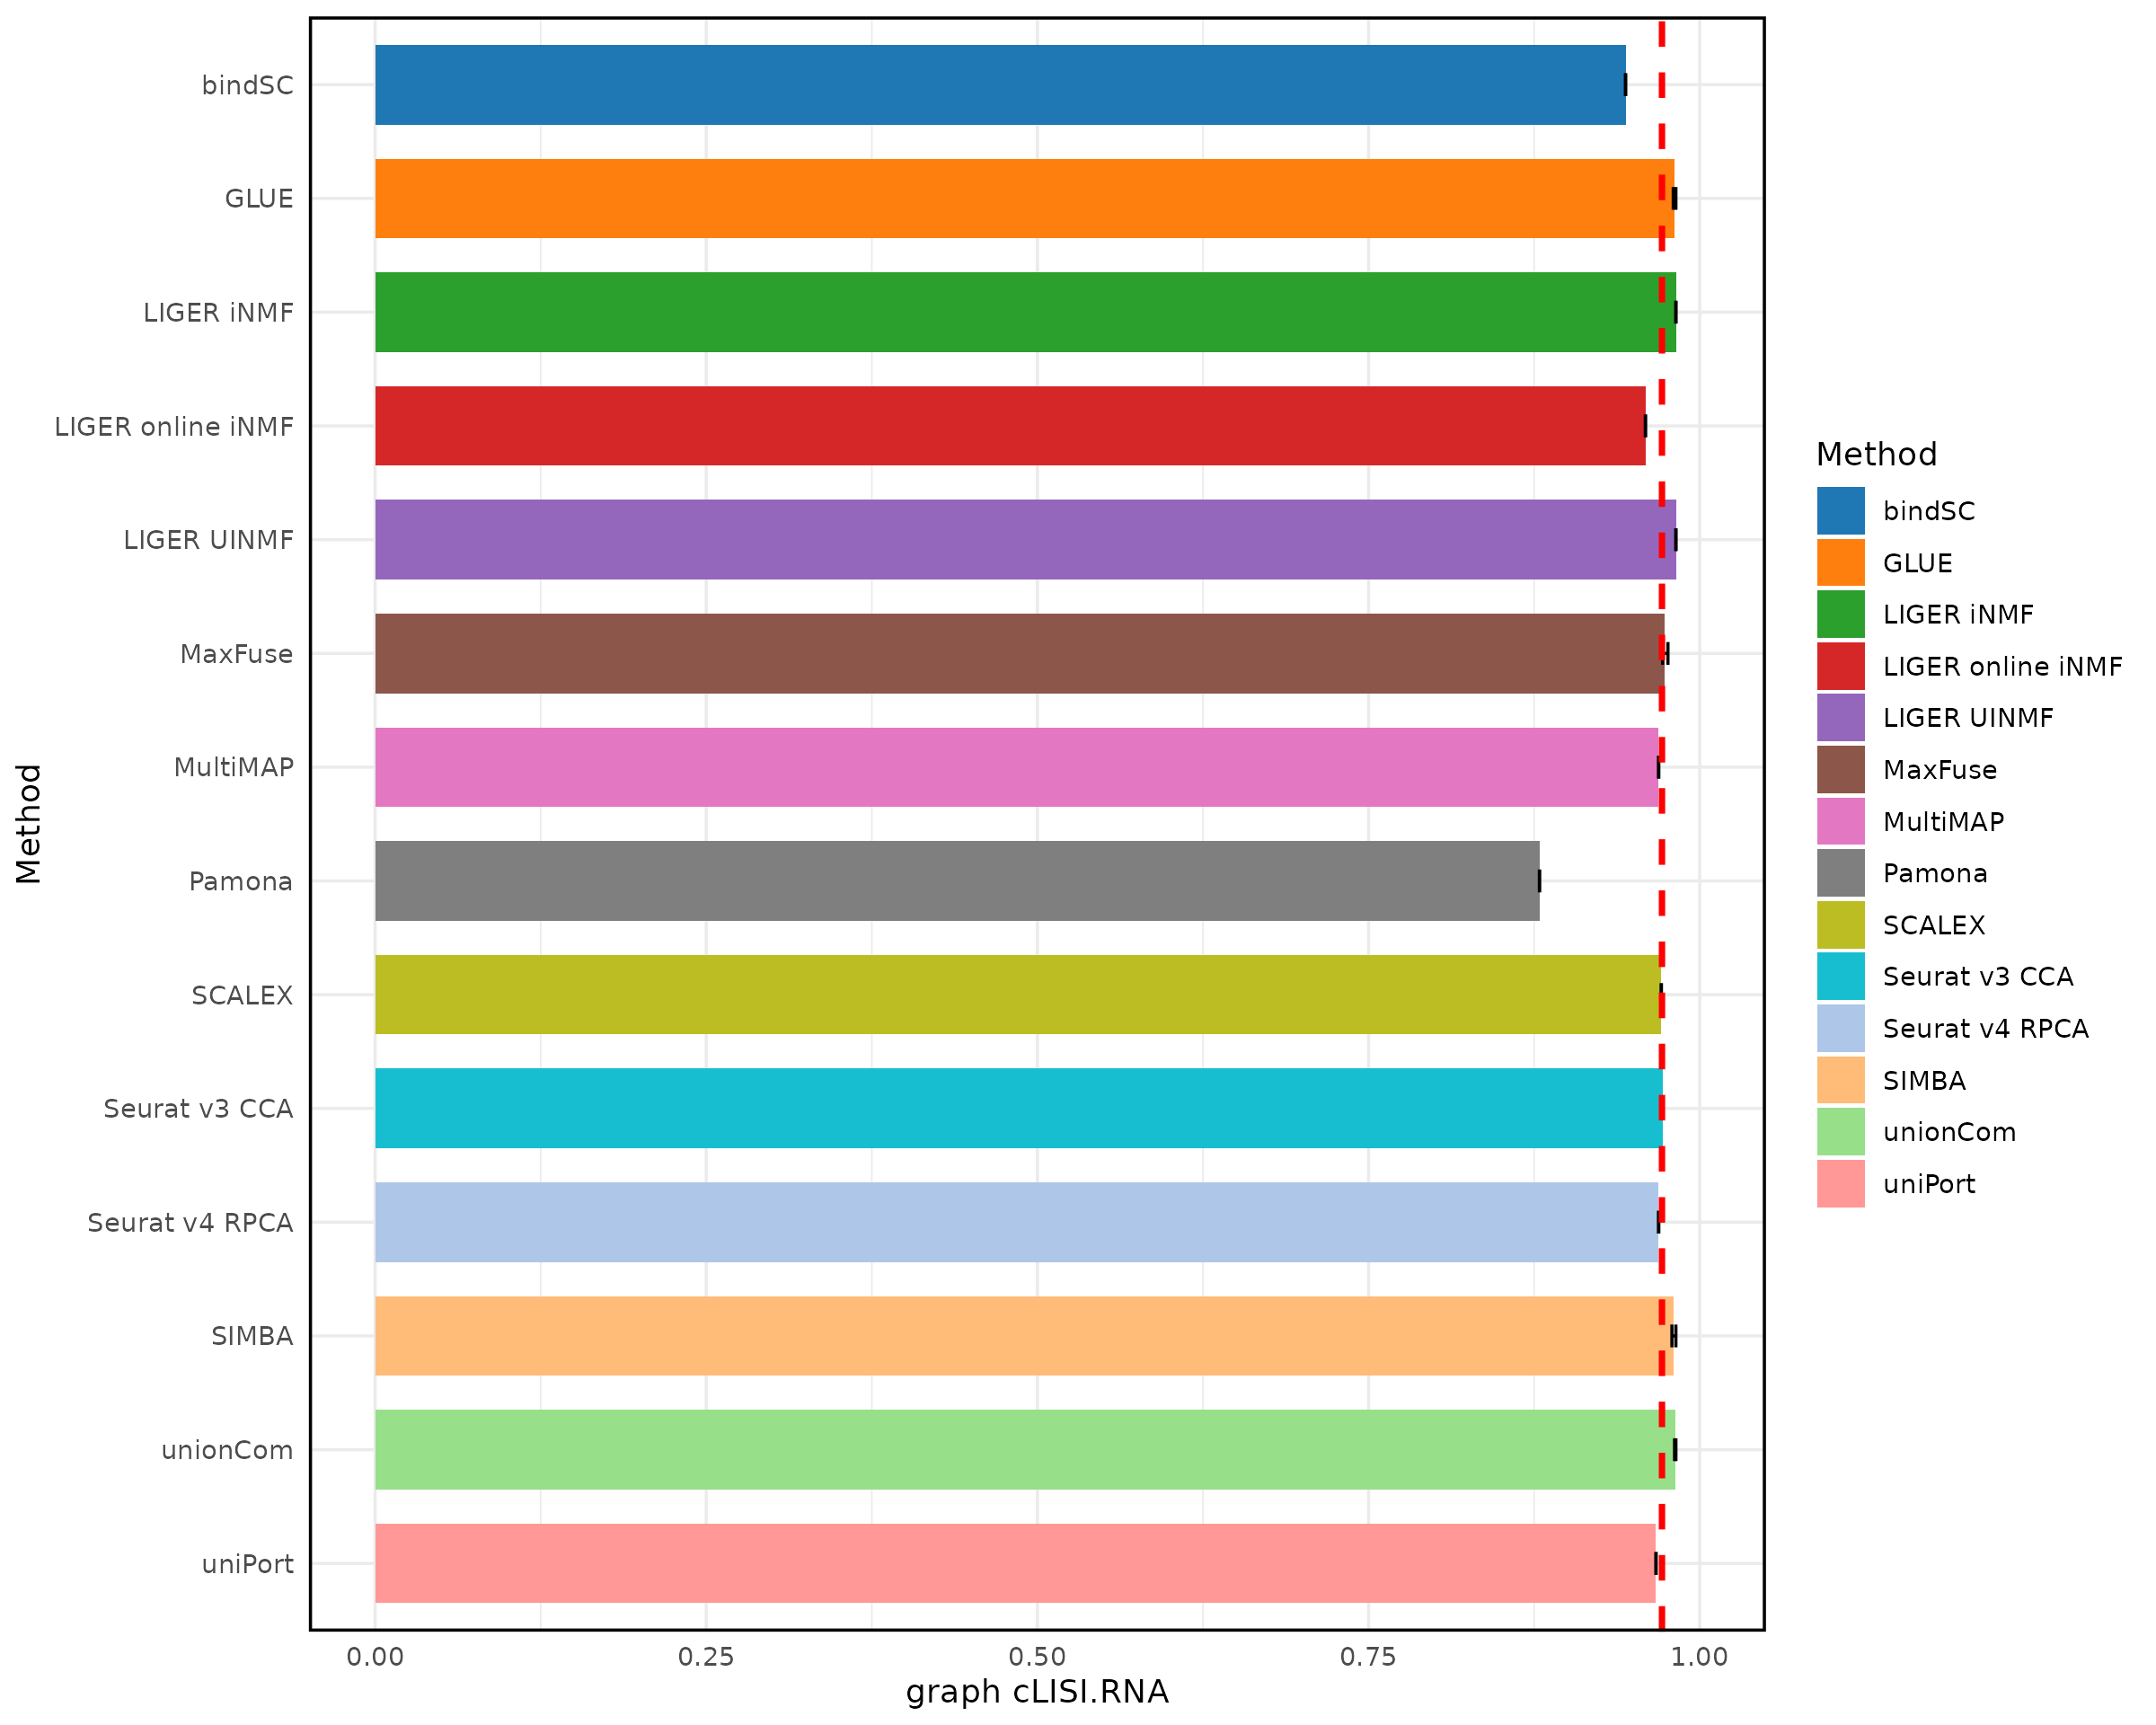 bindSC
GLUE
LIGER iNMF
LIGER online iNMF
LIGER UINMF
MaxFuse
MultiMAP
Pamona
SCALEX
Seurat v3 CCA
Seurat v4 RPCA
SIMBA
unionCom
uniPort
Method
0.00 0.25 0.50 0.75 1.00
graph cLISI.RNA
Method
bindSC
GLUE
LIGER iNMF
LIGER online iNMF
LIGER UINMF
MaxFuse
MultiMAP
Pamona
SCALEX
Seurat v3 CCA
Seurat v4 RPCA
SIMBA
unionCom
uniPort